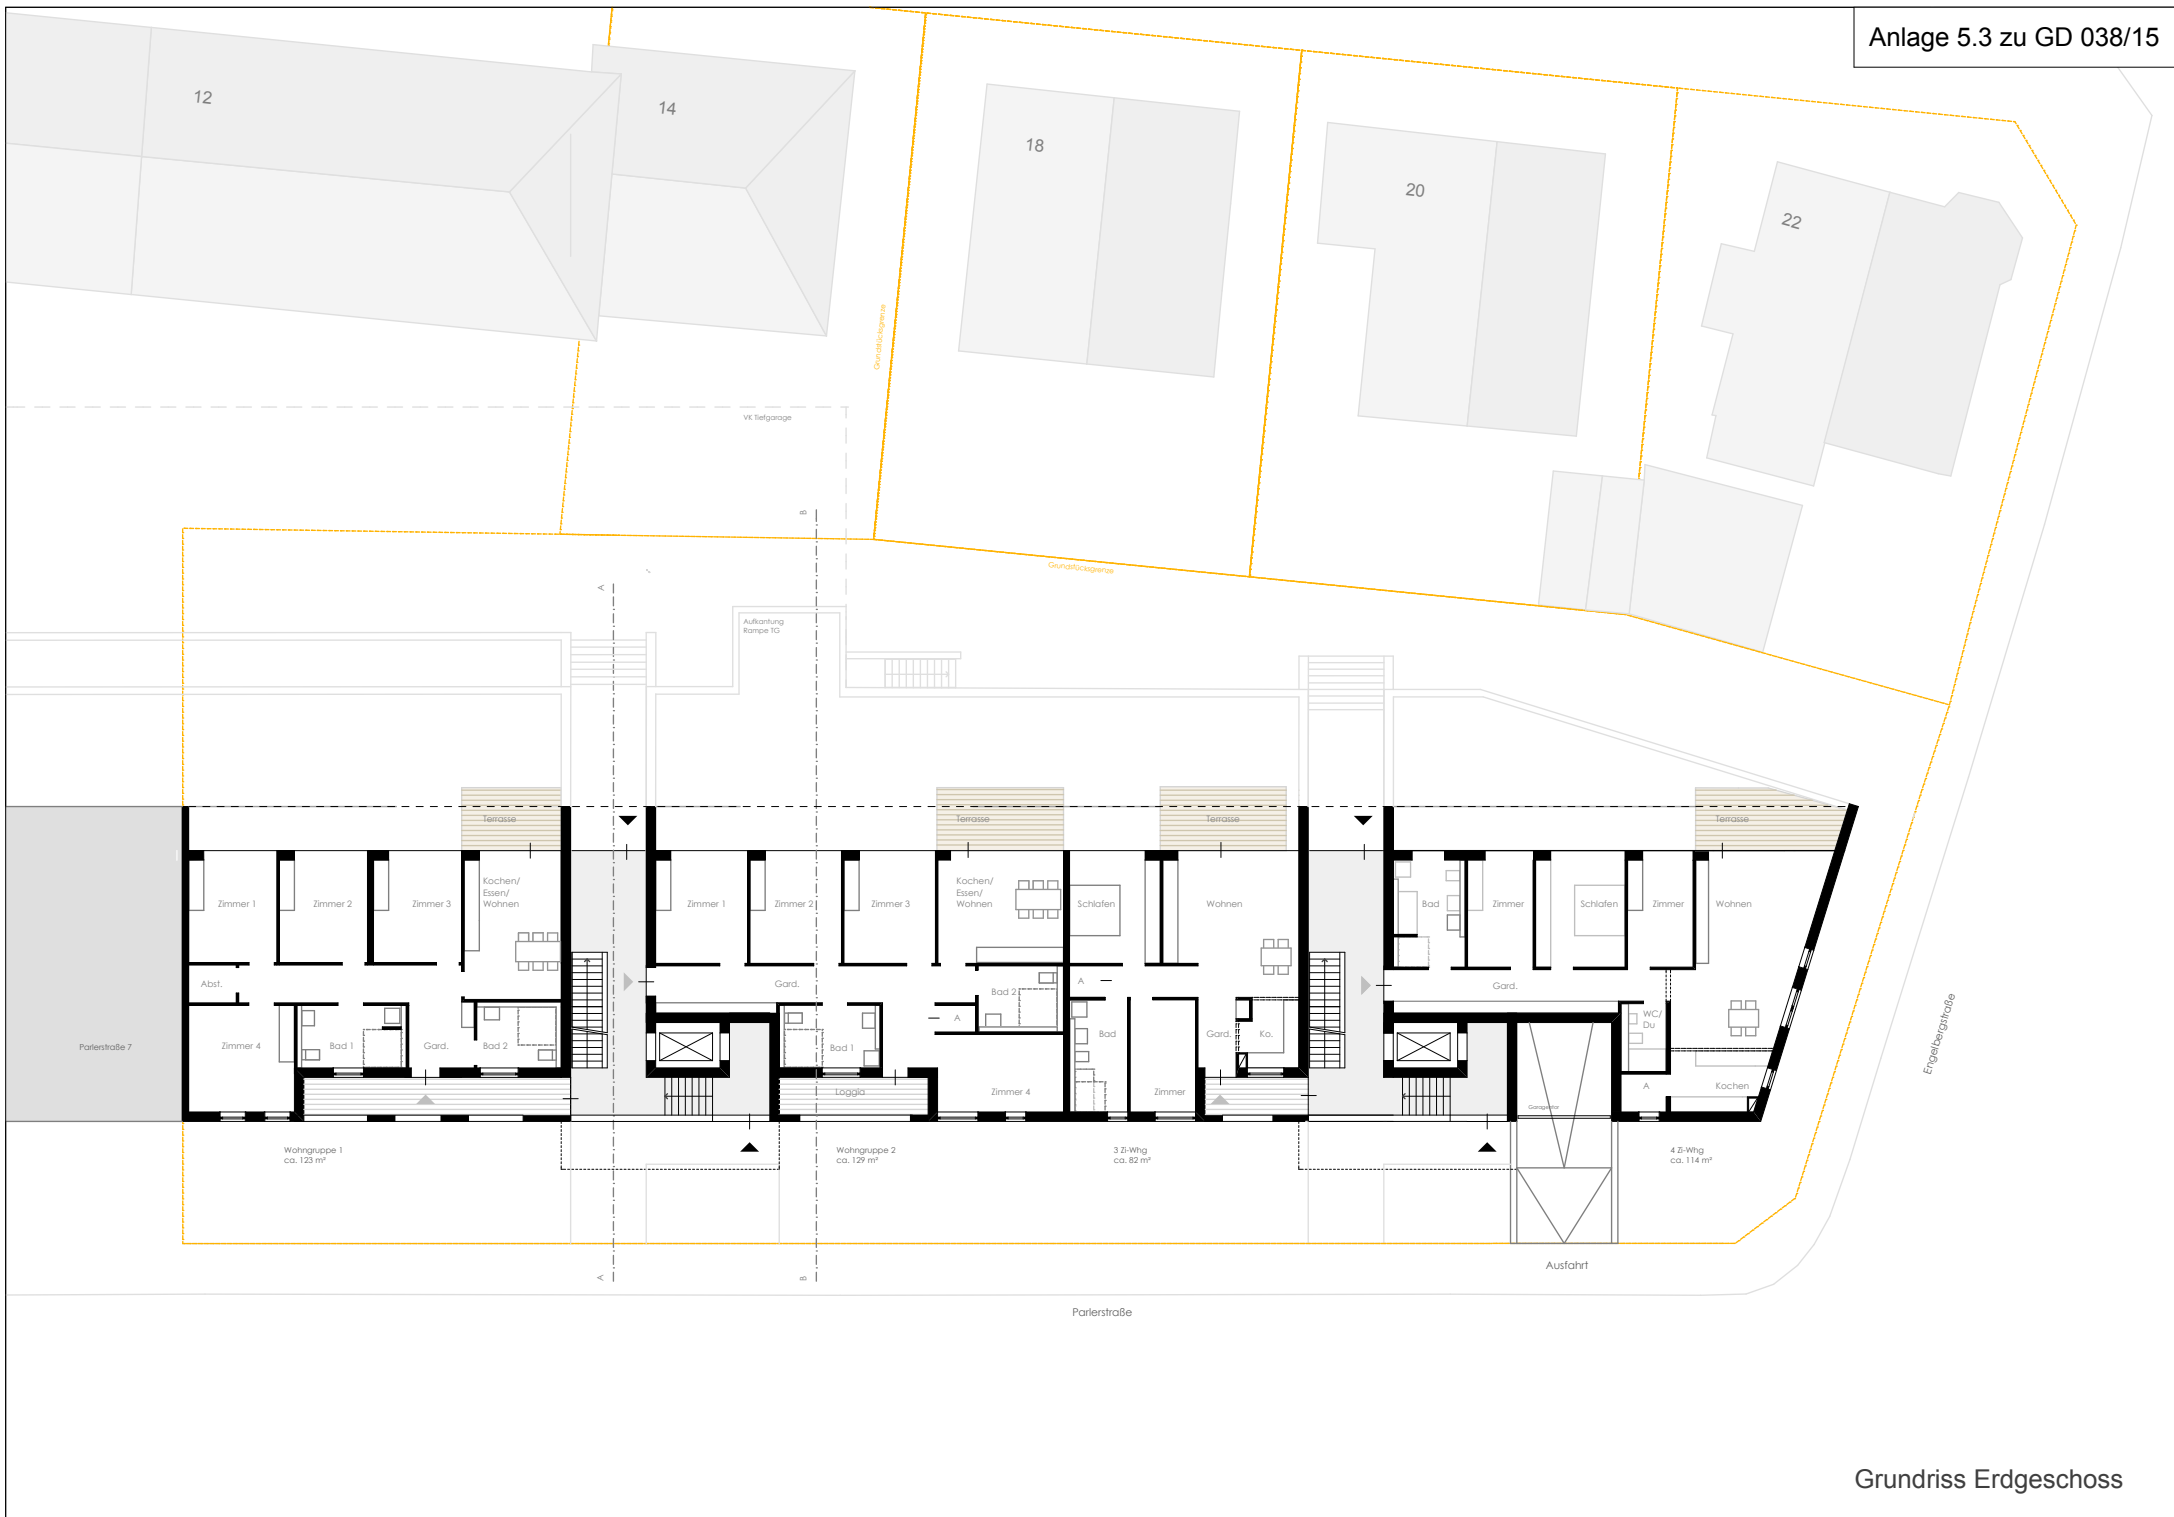 Anlage 5.3 zu GD 038/15
12
14
18
20
22
Grundstücksgrenze
VK Tiefgarage
B
A
Grundstücksgrenze
Aufkantung
Rampe TG
Terrasse
Terrasse
Terrasse
Terrasse
Zimmer 1
Zimmer 2
Zimmer 3
Kochen/
Essen/
Wohnen
Abst.
Zimmer 4
Bad 1
Gard.
Bad 2
Zimmer 1
Zimmer 2
Zimmer 3
Kochen/
Essen/
Wohnen
Gard.
Bad 2
A
Bad 1
Loggia
Zimmer 4
Schlafen
Wohnen
A
Bad
Gard.
Ko.
Zimmer
Bad
Zimmer
Schlafen
Zimmer
Wohnen
Gard.
WC/
Du
A
Kochen
Garagentor
Parlerstraße 7
Engelbergstraße
Wohngruppe 1
ca. 123 m²
Wohngruppe 2
ca. 129 m²
3 Zi-Whg
ca. 82 m²
4 Zi-Whg
ca. 114 m²
A
B
Ausfahrt
Parlerstraße
Grundriss Erdgeschoss